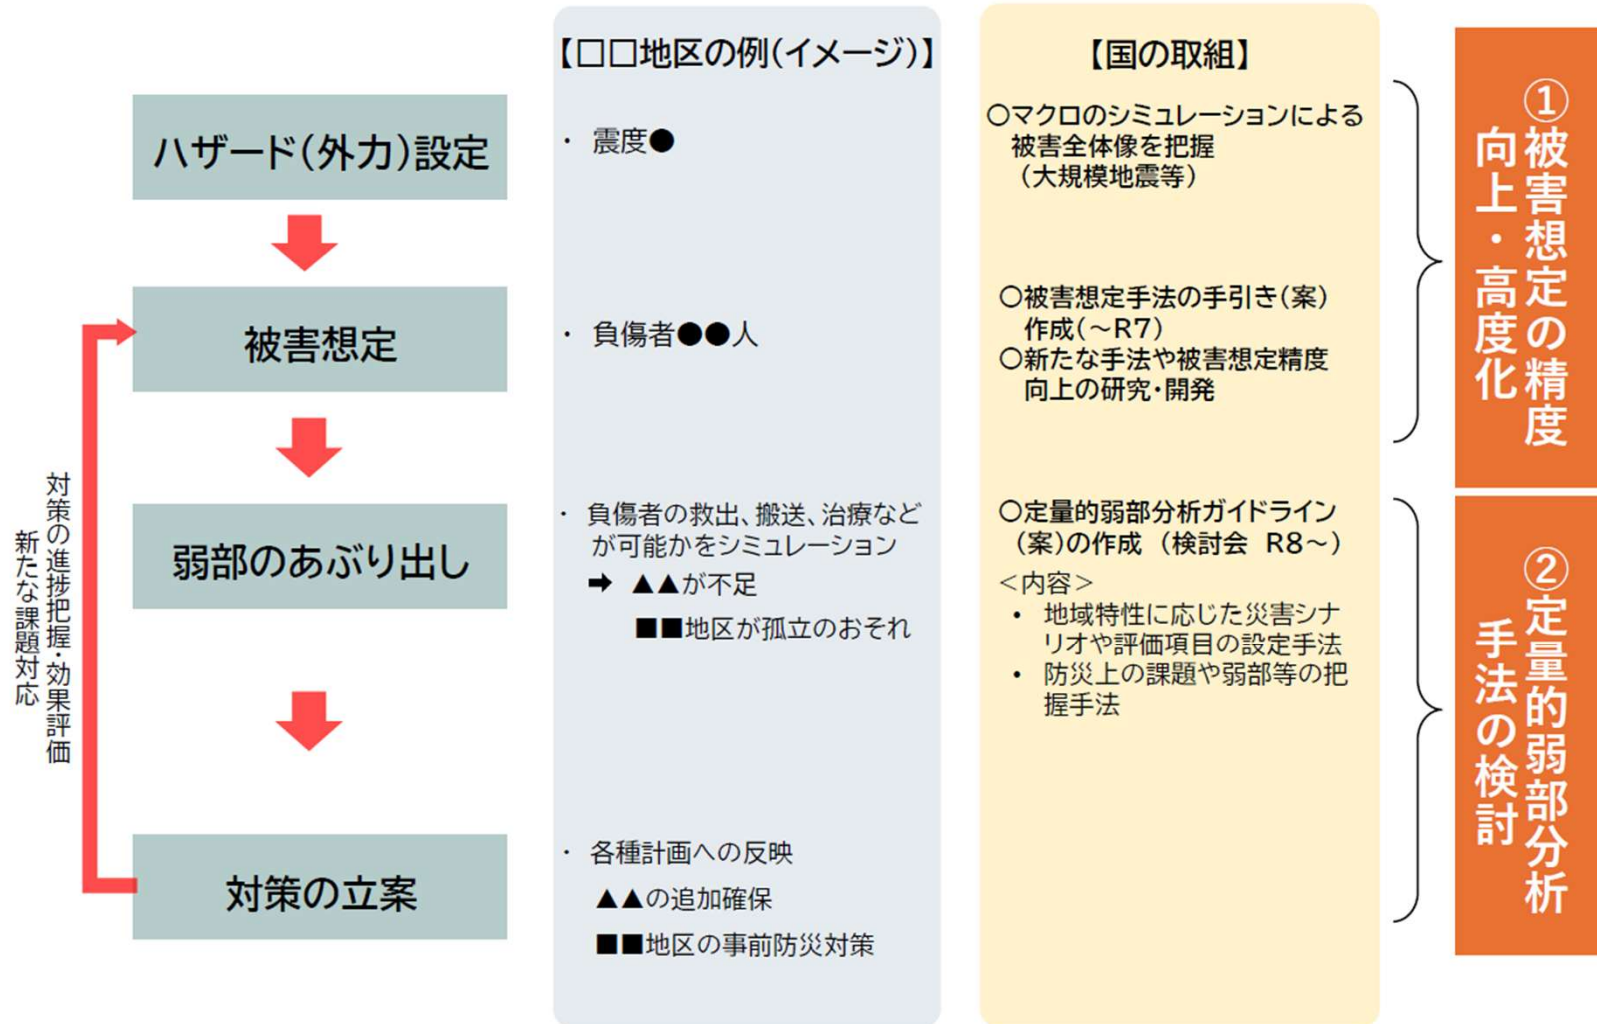 ハザード(外力)設定
被害想定
弱部のあぶり出し
対策の立案
対策の進捗把握・効果評価
新たな課題対応
【□□地区の例(イメージ)】
・ 震度●
・ 負傷者●●人
・ 負傷者の救出、搬送、治療など
が可能かをシミュレーション
➡ ▲▲が不足
■■地区が孤立のおそれ
・ 各種計画への反映
▲▲の追加確保
■■地区の事前防災対策
【国の取組】
○マクロのシミュレーションによる
被害全体像を把握
(大規模地震等)
○被害想定手法の手引き(案)
作成(～R7)
○新たな手法や被害想定精度
向上の研究・開発
○定量的弱部分析ガイドライン
(案)の作成 (検討会 R8～)
＜内容＞
• 地域特性に応じた災害シナ
リオや評価項目の設定手法
• 防災上の課題や弱部等の把
握手法
①被害想定の精度
向上・高度化
②定量的弱部分析
手法の検討